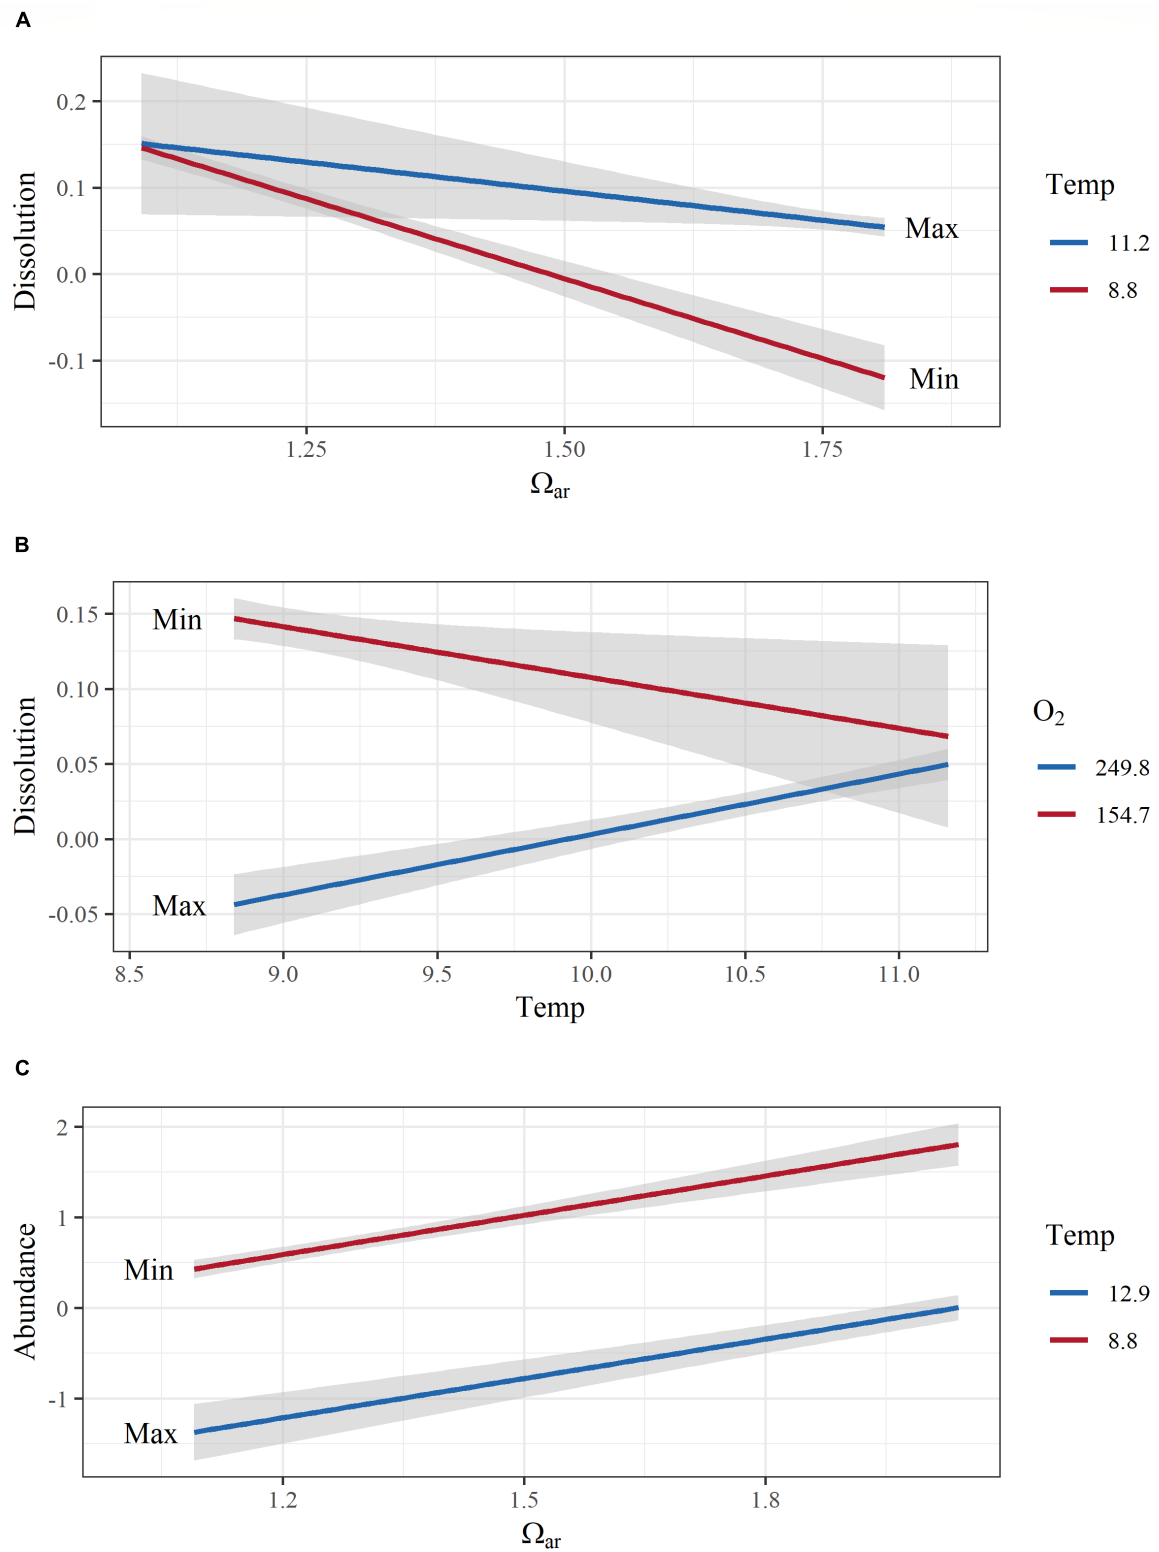 A
Dissolution
0.2
0.1
0.0
-0.1
Max
Min
1.25 1.50 1.75
Ωar
Temp
11.2
8.8
B
Dissolution
0.15
0.10
0.05
0.00
-0.05
Min
Max
8.5 9.0 9.5 10.0 10.5 11.0
Temp
O2
249.8
154.7
C
Abundance
2
1
0
-1
Min
Max
1.2 1.5 1.8
Ωar
Temp
12.9
8.8